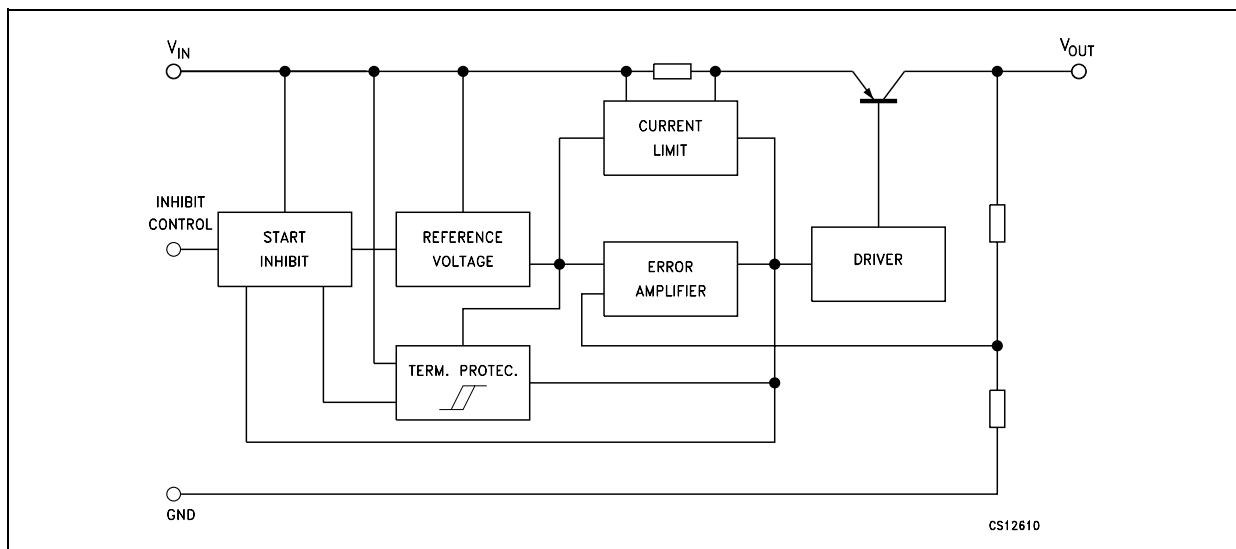 VIN
VOUT
CURRENT
LIMIT
INHIBIT
CONTROL
START
INHIBIT
REFERENCE
VOLTAGE
ERROR
AMPLIFIER
DRIVER
TERM. PROTEC.
GND
CS12610